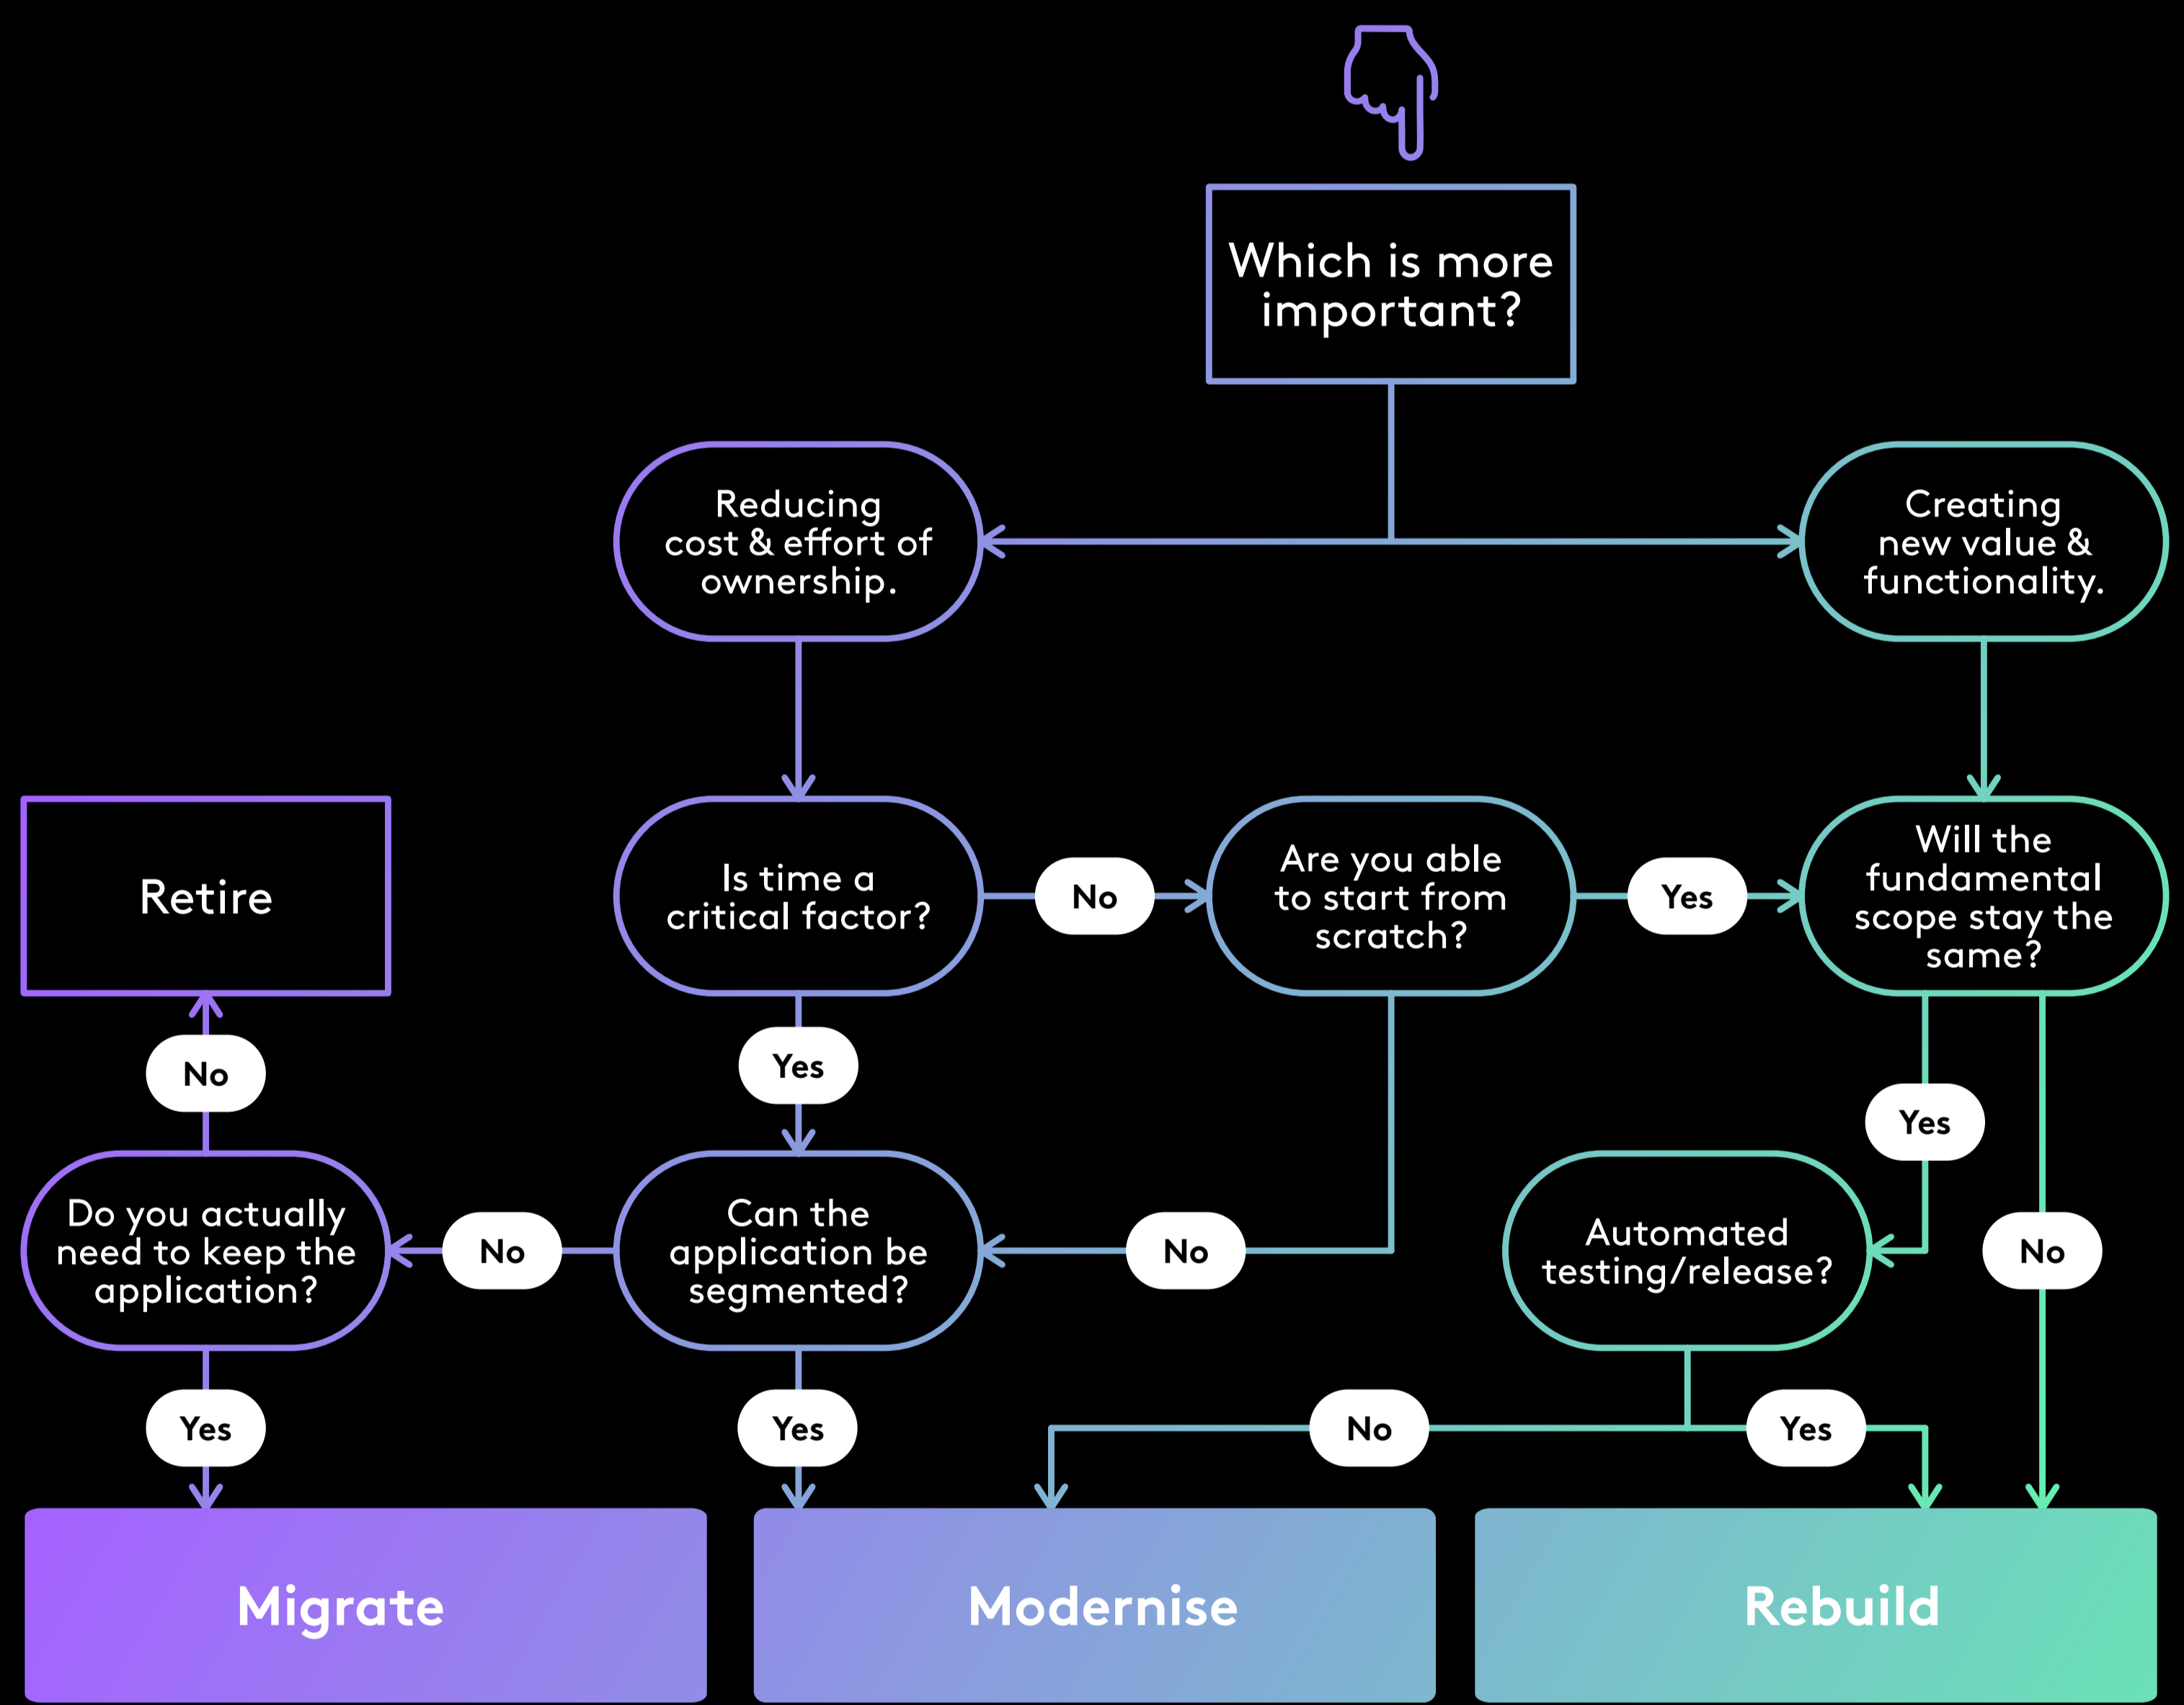 Which is more
important?
Reducing
cost & effort of
ownership.
Creating
new value &
functionality.
Retire
Is time a
critical factor?
No
Are you able
to start from
scratch?
Yes
Will the
fundamental
scope stay the
same?
No
Yes
Yes
Do you actually
need to keep the
application?
No
Can the
application be
segmented?
No
Automated
testing/release?
No
Yes
Yes
No
Yes
Migrate
Modernise
Rebuild